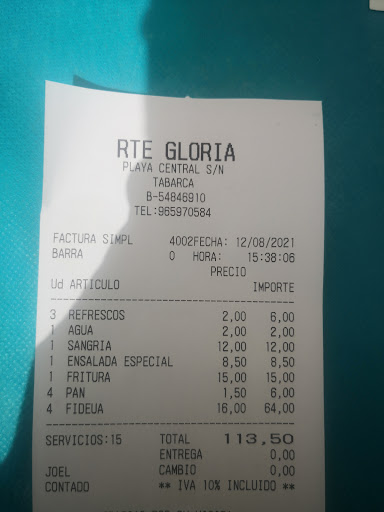 RTE GLORIA
PLAYA CENTRAL S/N
TABARCA
B-54846910
TEL:965970584
FACTURA SIMPL 4002FECHA: 12/08/2021
BARRA 0 HORA: 15:38:06
PRECIO
Ud ARTICULO IMPORTE
3 REFRESCOS 2,00 6,00
1 AGUA 2,00 2,00
1 SANGRIA 12,00 12,00
1 ENSALADA ESPECIAL 8,50 8,50
1 FRITURA 15,00 15,00
4 PAN 1,50 6,00
4 FIDEUA 16,00 64,00
SERVICIOS:15 TOTAL 113,50
ENTREGA 0,00
JOEL CAMBIO 0,00
CONTADO ** IVA 10% INCLUIDO **